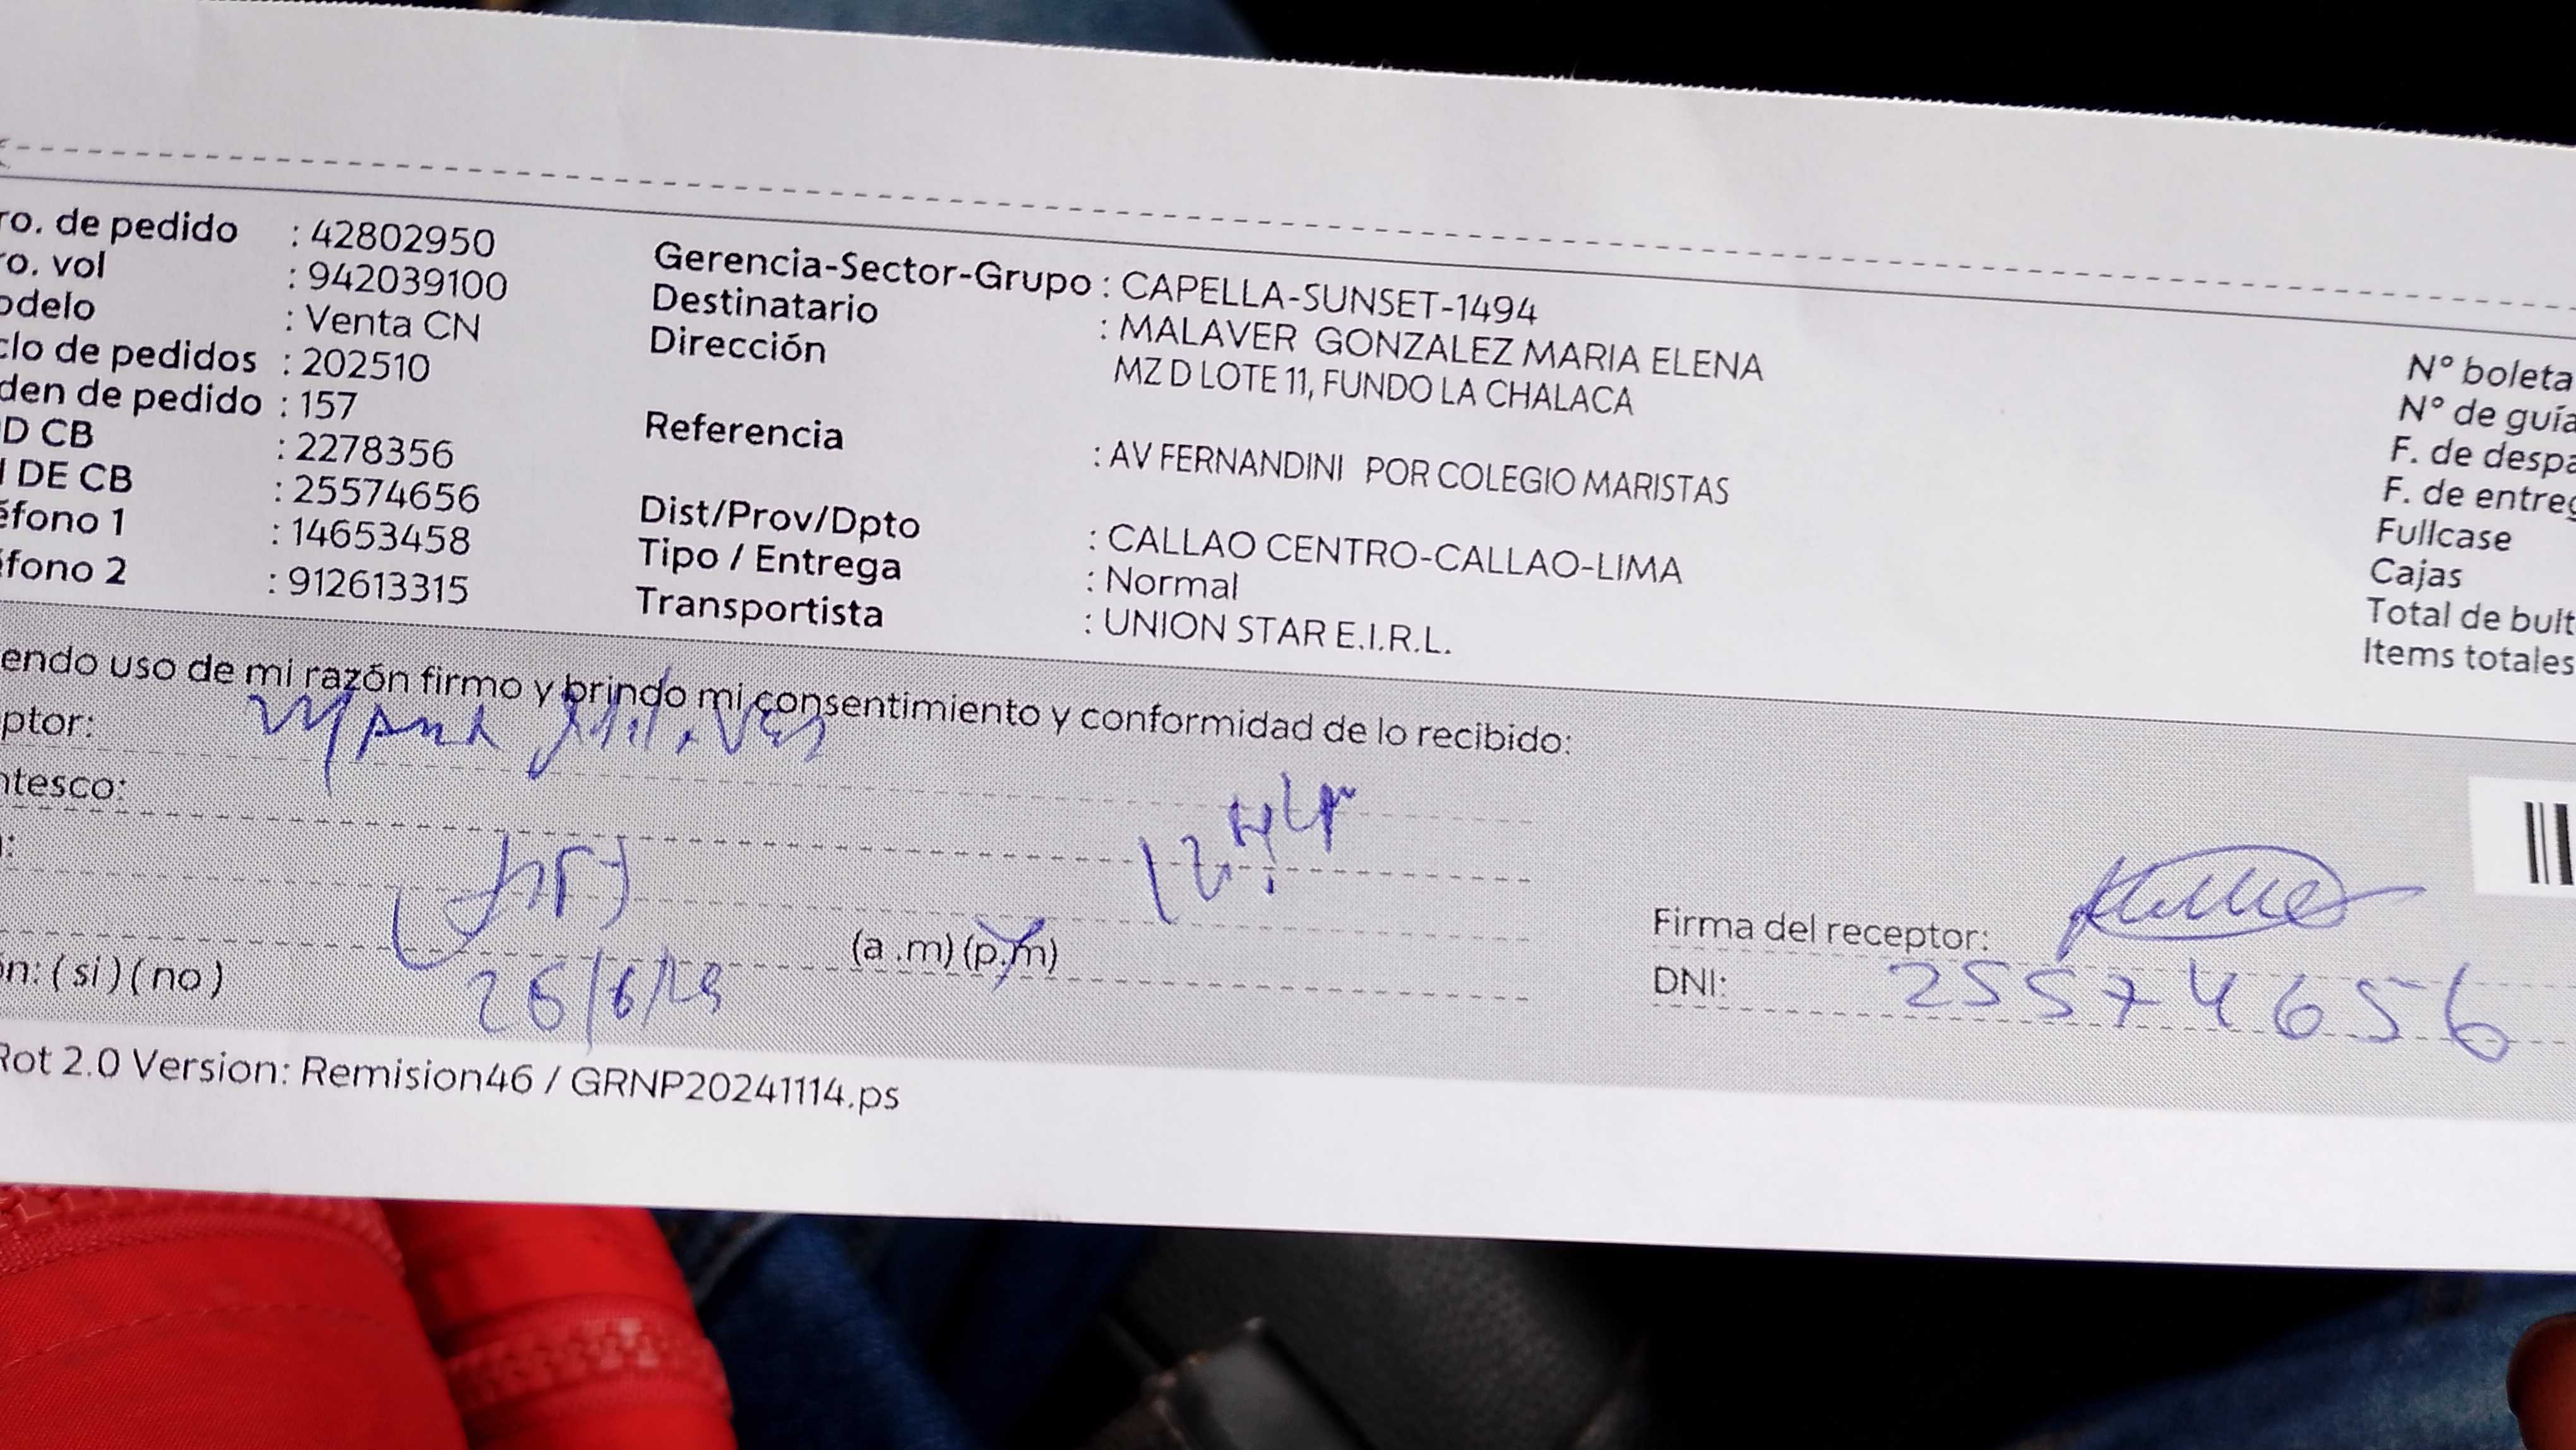 ro. de pedido : 42802950
ro. vol : 942039100
odelo : Venta CN
clo de pedidos : 202510
den de pedido : 157
D CB : 2278356
DE CB : 25574656
éfono 1 : 14653458
éfono 2 : 912613315
Gerencia-Sector-Grupo : CAPELLA-SUNSET-1494
Destinatario : MALAVER GONZALEZ MARIA ELENA
Dirección MZ D LOTE 11, FUNDO LA CHALACA
Referencia : AV FERNANDINI POR COLEGIO MARISTAS
Dist/Prov/Dpto : CALLAO CENTRO-CALLAO-LIMA
Tipo / Entrega : Normal
Transportista : UNION STAR E.I.R.L.
N° boleta
N° de guía
F. de despa
F. de entreg
Fullcase
Cajas
Total de bult
Items totales
endo uso de mi razón firmo y brindo mi consentimiento y conformidad de lo recibido:
ptor:
ntesco:
(a .m) (p.m)
ón: ( si ) ( no )
26/6/25
Firma del receptor:
DNI: 25574656
Rot 2.0 Version: Remision46 / GRNP20241114.ps